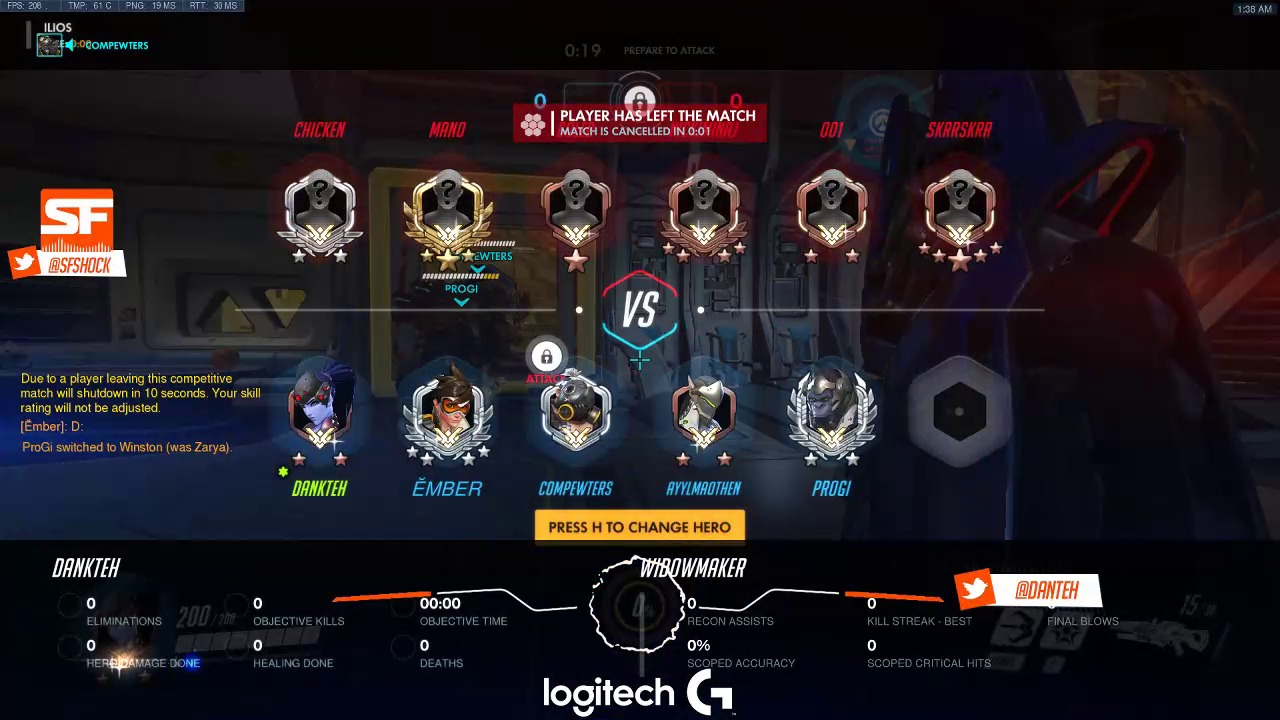 FPS: 206 TMP: 61 C PNG: 19 MS RTT: 30 MS
1:38 AM
ILIOS
COMPEWTERS
0:19 PREPARE TO ATTACK
0 0
PLAYER HAS LEFT THE MATCH
MATCH IS CANCELLED IN 0:01
CHICKEN MANO 001 SKRRSKRR
SF
@SFSHOCK
PROGI
VS
Due to a player leaving this competitive
match will shutdown in 10 seconds. Your skill
rating will not be adjusted.
[Ĕmber]: D:
ProGi switched to Winston (was Zarya).
DANKTEH ĔMBER COMPEWTERS AYYLMAOTHEN PROGI
PRESS H TO CHANGE HERO
DANKTEH WIDOWMAKER
@DANTEH
0 0 00:00 0 0
ELIMINATIONS OBJECTIVE KILLS OBJECTIVE TIME RECON ASSISTS KILL STREAK - BEST FINAL BLOWS
0 0 0 0% 0
HERO DAMAGE DONE HEALING DONE DEATHS SCOPED ACCURACY SCOPED CRITICAL HITS
logitech G